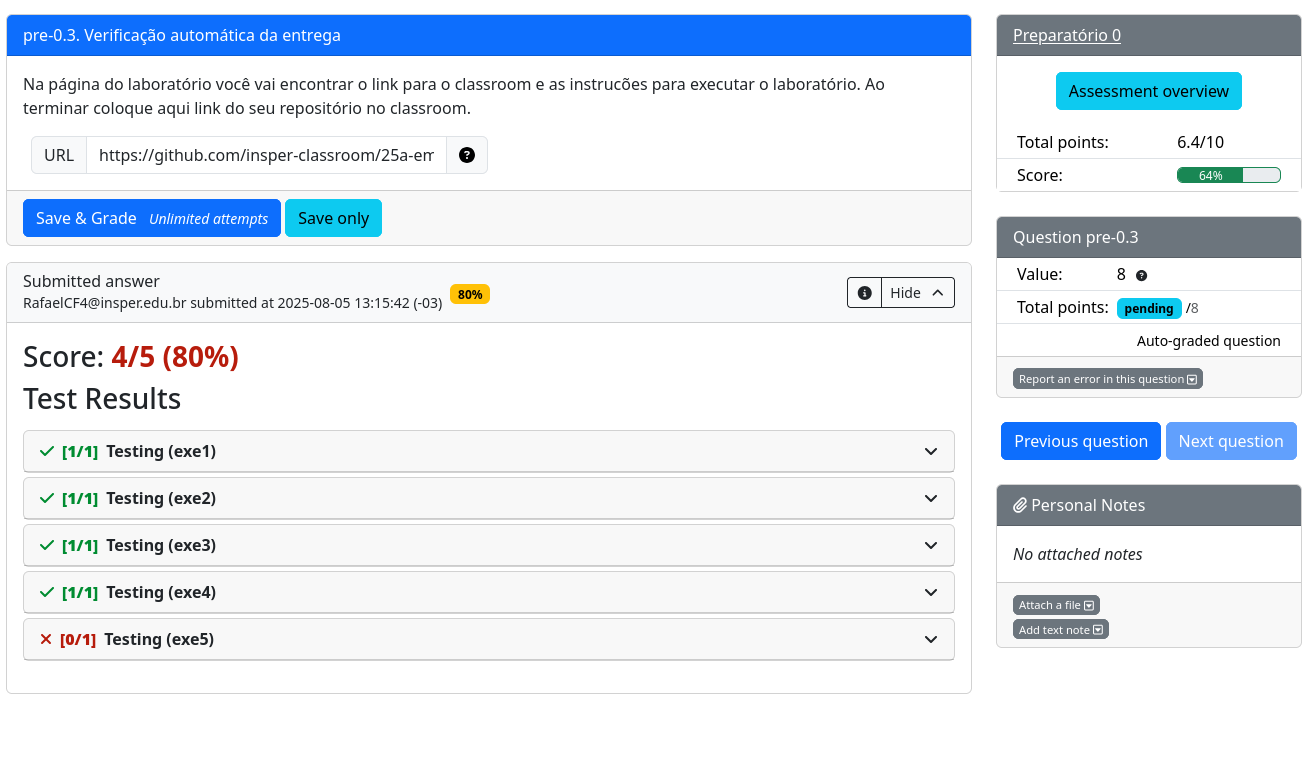 pre-0.3. Verificação automática da entrega
Na página do laboratório você vai encontrar o link para o classroom e as instrucões para executar o laboratório. Ao
terminar coloque aqui link do seu repositório no classroom.
URL https://github.com/insper-classroom/25a-em
Save & Grade Unlimited attempts Save only
Submitted answer
RafaelCF4@insper.edu.br submitted at 2025-08-05 13:15:42 (-03) 80%
Hide
Score: 4/5 (80%)
Test Results
[1/1] Testing (exe1)
[1/1] Testing (exe2)
[1/1] Testing (exe3)
[1/1] Testing (exe4)
[0/1] Testing (exe5)
Preparatório 0
Assessment overview
Total points: 6.4/10
Score: 64%
Question pre-0.3
Value: 8
Total points: pending /8
Auto-graded question
Report an error in this question
Previous question Next question
Personal Notes
No attached notes
Attach a file
Add text note